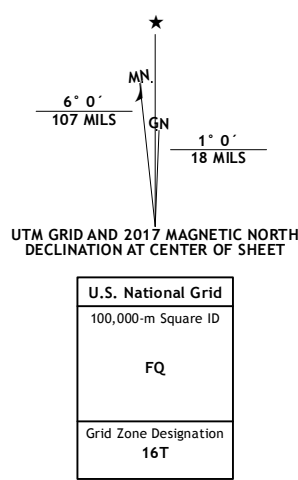 ★
MN
GN
6° 0´
107 MILS
1° 0´
18 MILS
UTM GRID AND 2017 MAGNETIC NORTH
DECLINATION AT CENTER OF SHEET
U.S. National Grid
100,000-m Square ID
FQ
Grid Zone Designation
16T